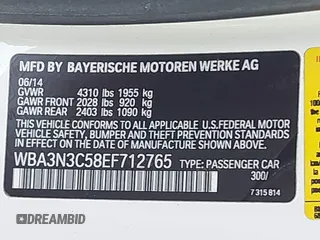 MFD BY BAYERISCHE MOTOREN WERKE AG
06/14
GVWR 4310 lbs 1955 kg
GAWR FRONT 2028 lbs 920 kg
GAWR REAR 2403 lbs 1090 kg
THIS VEHICLE CONFORMS TO ALL APPLICABLE
U.S. FEDERAL MOTOR VEHICLE SAFETY, BUMPER,
AND THEFT PREVENTION STANDARDS IN EFFECT
ON THE DATE OF MANUFACTURE SHOWN ABOVE.
WBA3N3C58EF712765 TYPE: PASSENGER CAR
300/
7 315 814
DEALERSHIP
AUCTION PRICES